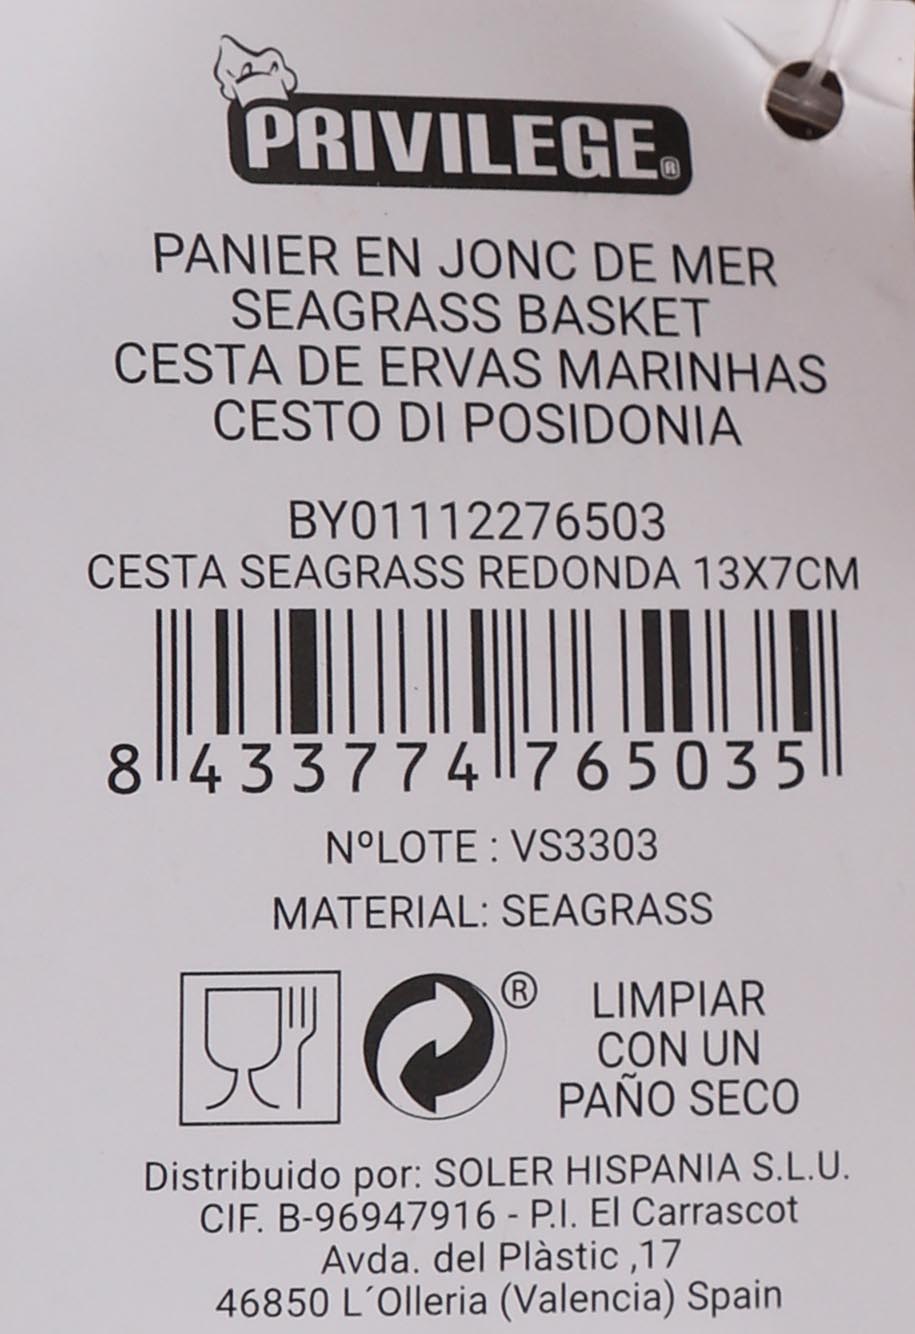 PRIVILEGE®
PANIER EN JONC DE MER
SEAGRASS BASKET
CESTA DE ERVAS MARINHAS
CESTO DI POSIDONIA
BY01112276503
CESTA SEAGRASS REDONDA 13X7CM
8 433774 765035
NºLOTE : VS3303
MATERIAL: SEAGRASS
® LIMPIAR
CON UN
PAÑO SECO
Distribuido por: SOLER HISPANIA S.L.U.
CIF. B-96947916 - P.I. El Carrascot
Avda. del Plàstic ,17
46850 L´Olleria (Valencia) Spain